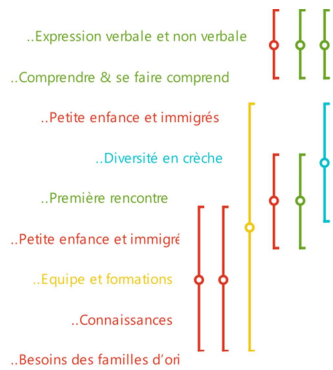 ..Expression verbale et non verbale
..Comprendre & se faire comprend
..Petite enfance et immigrés
..Diversité en crèche
..Première rencontre
..Petite enfance et immigré
..Equipe et formations
..Connaissances
..Besoins des familles d'ori